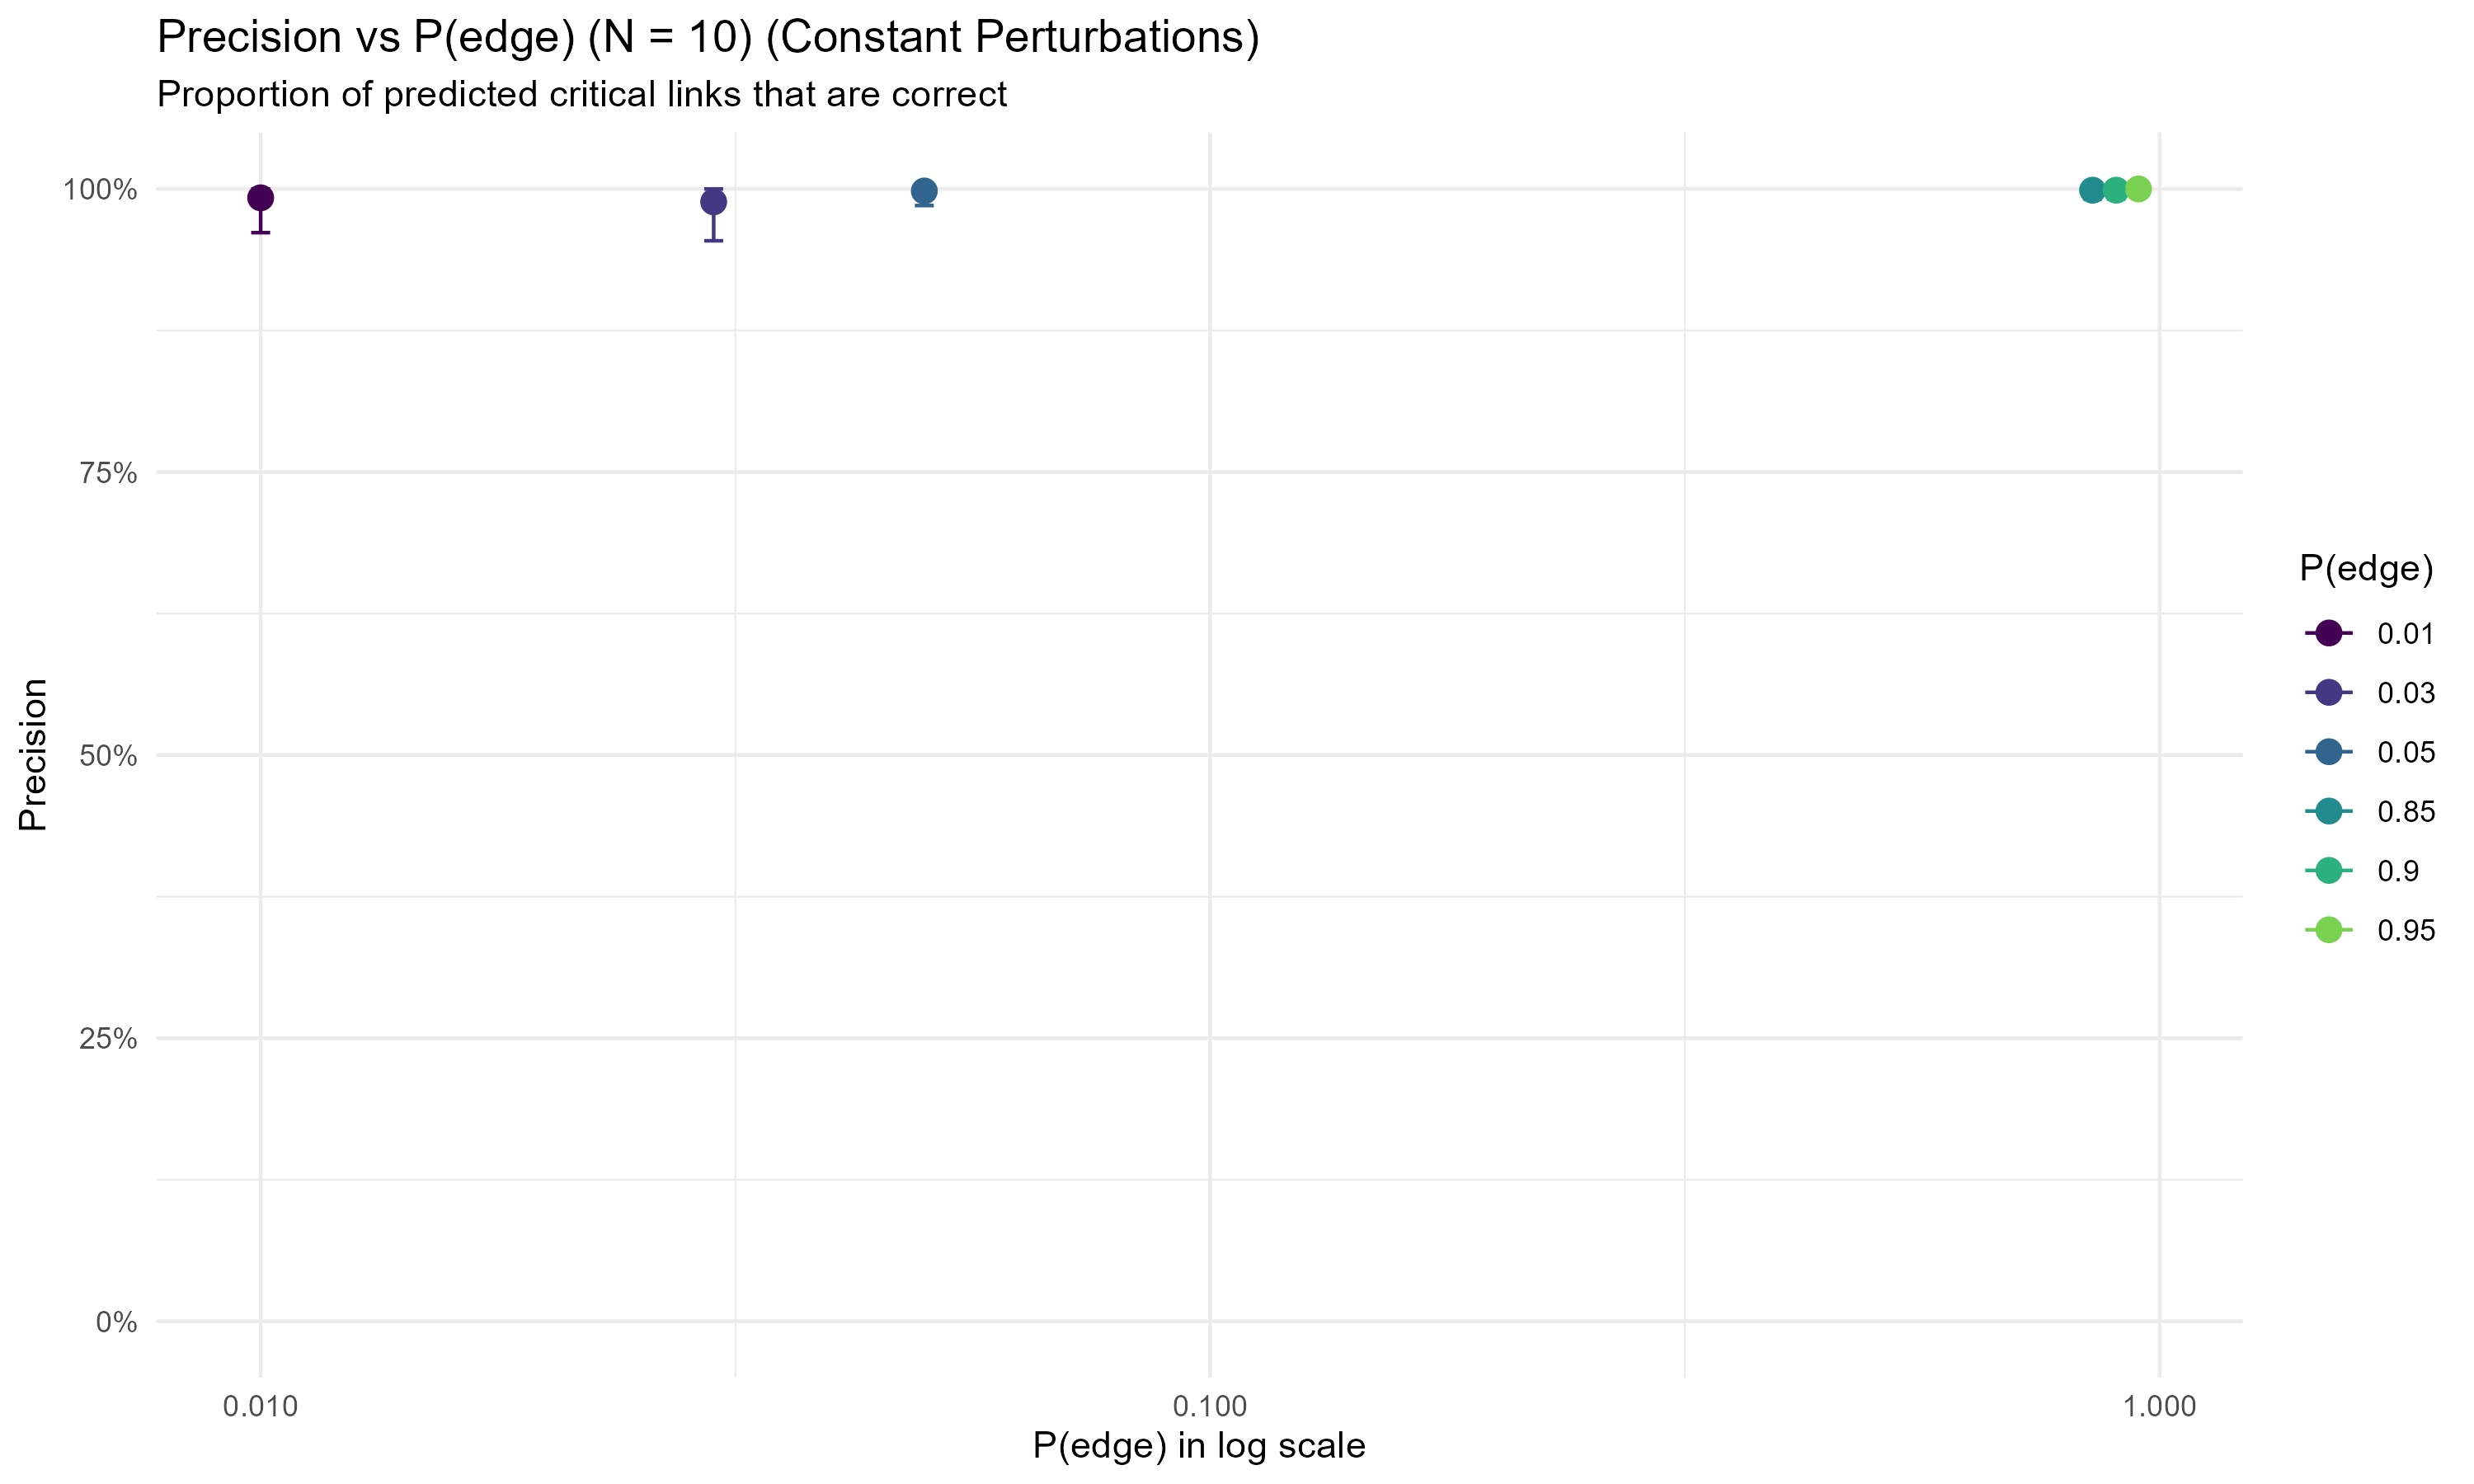 Precision vs P(edge) (N = 10) (Constant Perturbations)
Proportion of predicted critical links that are correct
Precision
100%
75%
50%
25%
0%
0.010
0.100
1.000
P(edge) in log scale
P(edge)
0.01
0.03
0.05
0.85
0.9
0.95